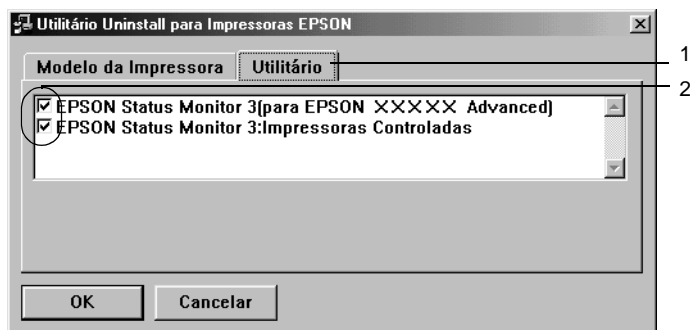 Utilitário Uninstall para Impressoras EPSON
Modelo da Impressora Utilitário 1
2
EPSON Status Monitor 3(para EPSON XXXXX Advanced)
EPSON Status Monitor 3:Impressoras Controladas
OK Cancelar